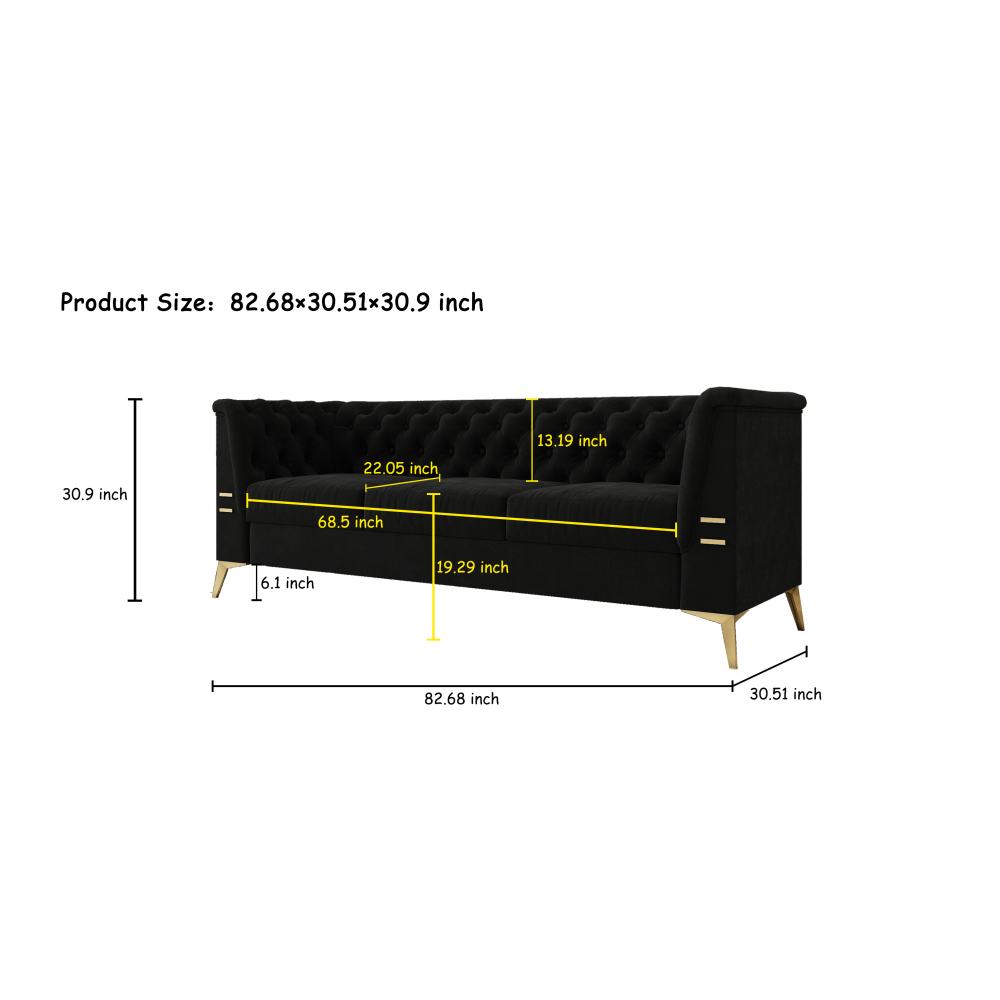 Product Size：82.68×30.51×30.9 inch
13.19 inch
22.05 inch
30.9 inch
68.5 inch
19.29 inch
6.1 inch
82.68 inch
30.51 inch